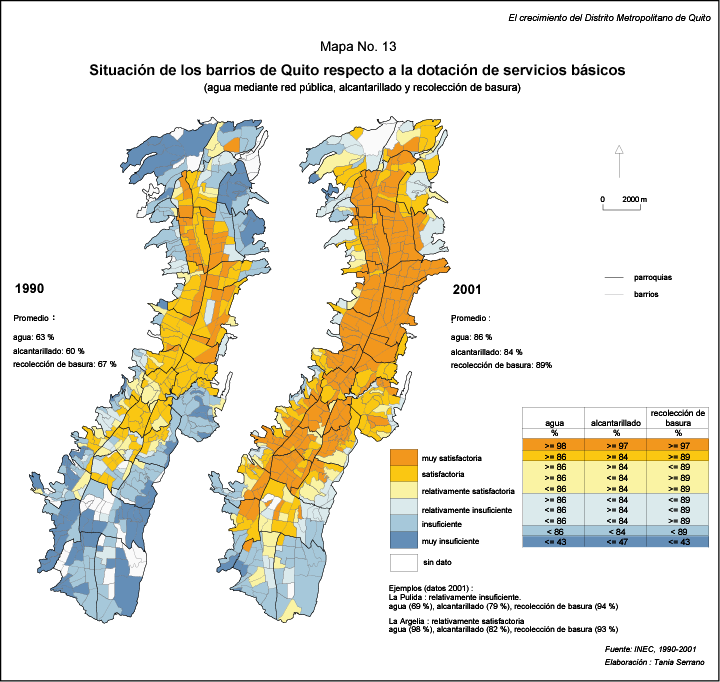 El crecimiento del Distrito Metropolitano de Quito
Mapa No. 13
Situación de los barrios de Quito respecto a la dotación de servicios básicos
(agua mediante red pública, alcantarillado y recolección de basura)
0 2000 m
parroquias
barrios
1990
Promedio :
agua: 63 %
alcantarillado: 60 %
recolección de basura: 67 %
2001
Promedio :
agua: 86 %
alcantarillado: 84 %
recolección de basura: 89%
muy satisfactoria
satisfactoria
relativamente satisfactoria
relativamente insuficiente
insuficiente
muy insuficiente
sin dato
agua alcantarillado recolección de basura
% % %
>= 98 >= 97 >= 97
>= 86 >= 84 >= 89
>= 86 >= 84 <= 89
>= 86 <= 84 >= 89
<= 86 >= 84 >= 89
>= 86 <= 84 <= 89
<= 86 >= 84 <= 89
<= 86 <= 84 >= 89
< 86 < 84 < 89
<= 43 <= 47 <= 43
Ejemplos (datos 2001) :
La Pulida : relativamente insuficiente.
agua (69 %), alcantarillado (79 %), recolección de basura (94 %)
La Argelia : relativamente satisfactoria
agua (98 %), alcantarillado (82 %), recolección de basura (93 %)
Fuente: INEC, 1990-2001
Elaboración : Tania Serrano